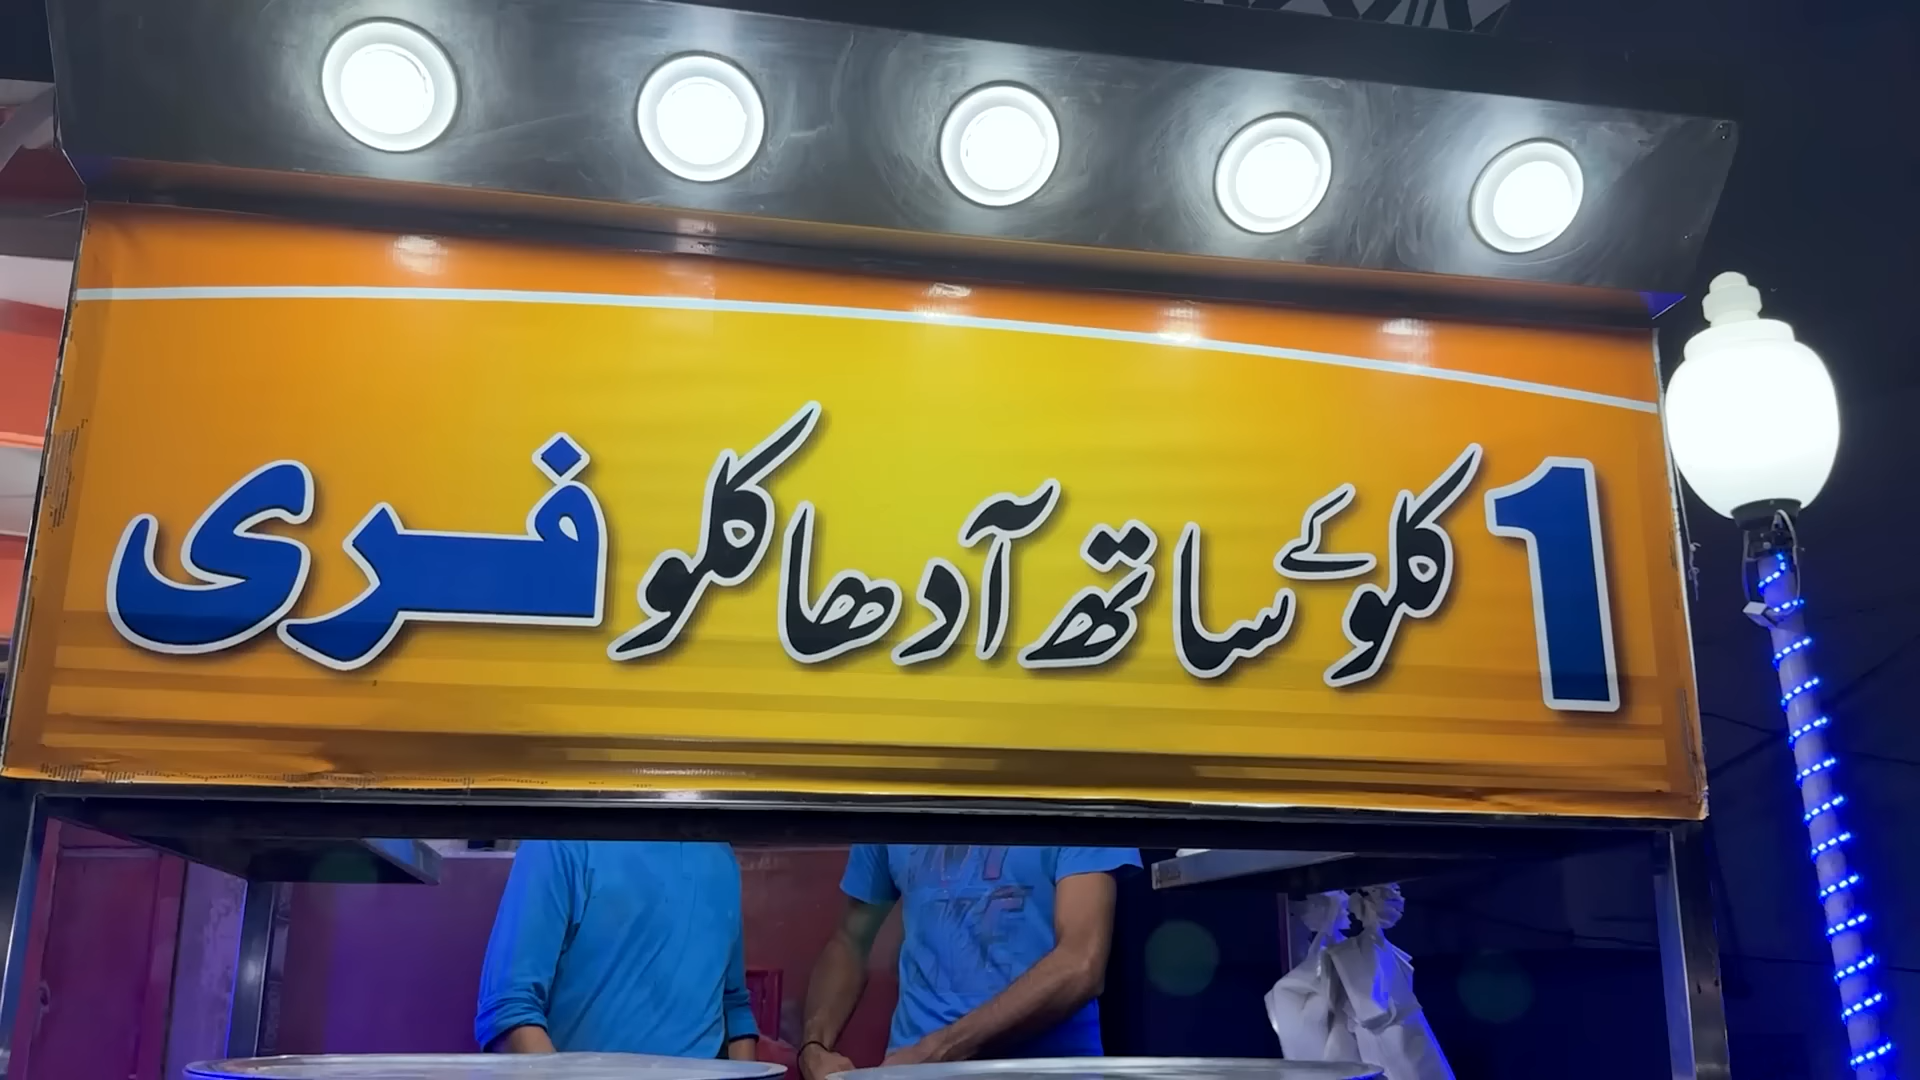 1 کلو کے ساتھ آدھا کلو فری